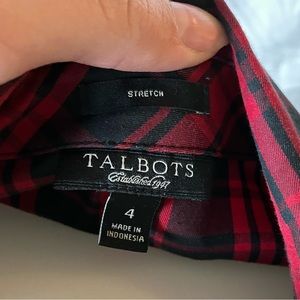 STRETCH
TALBOTS
Established 1947
4
MADE IN
INDONESIA